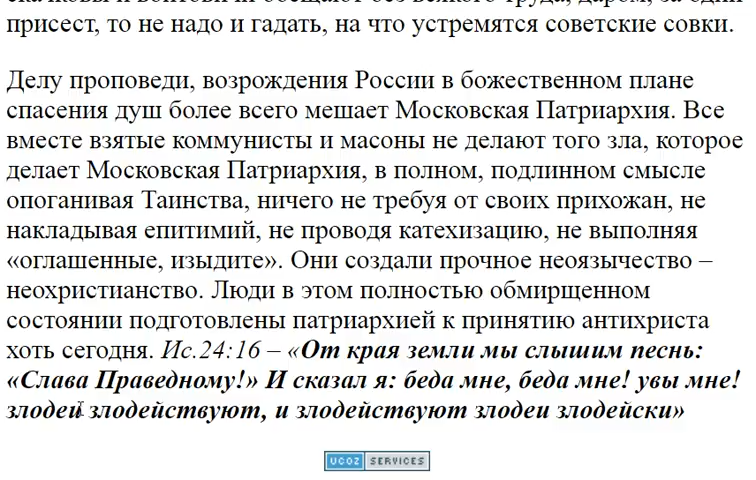 присест, то не надо и гадать, на что устремятся советские совки.
Делу проповеди, возрождения России в божественном плане
спасения душ более всего мешает Московская Патриархия. Все
вместе взятые коммунисты и масоны не делают того зла, которое
делает Московская Патриархия, в полном, подлинном смысле
опоганивая Таинства, ничего не требуя от своих прихожан, не
накладывая епитимий, не проводя катехизацию, не выполняя
«оглашенные, изыдите». Они создали прочное неоязычество –
неохристианство. Люди в этом полностью обмирщенном
состоянии подготовлены патриархией к принятию антихриста
хоть сегодня. Ис.24:16 – «От края земли мы слышим песнь:
«Слава Праведному!» И сказал я: беда мне, беда мне! увы мне!
злодеи злодействуют, и злодействуют злодеи злодейски»
UCOZ SERVICES